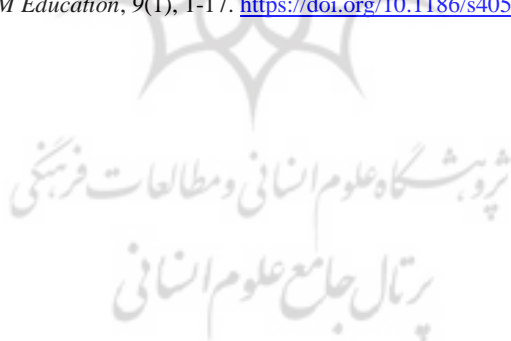 M Education, 9(1), 1-17. https://doi.org/10.1186/s405
پژوهشگاه علوم انسانی و مطالعات فرهنگی
پرتال جامع علوم انسانی